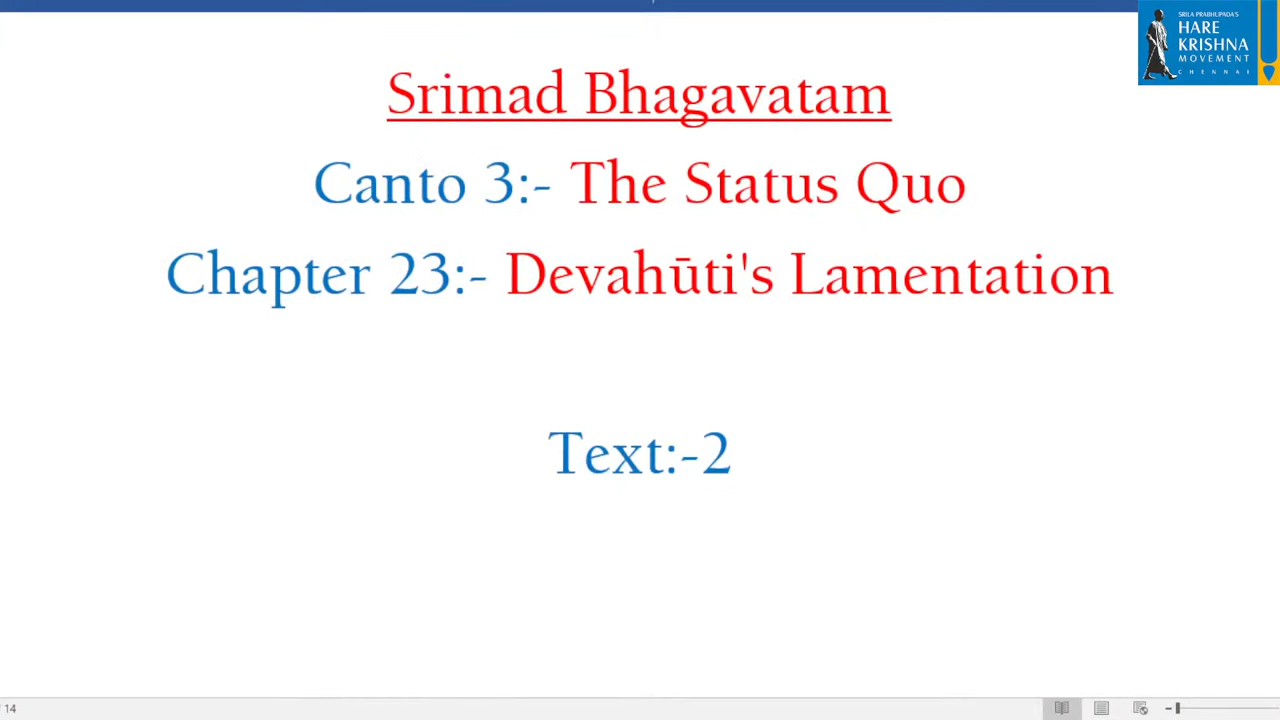 SRILA PRABHUPADA'S
HARE
KRISHNA
MOVEMENT
CHENNAI
Srimad Bhagavatam
Canto 3:- The Status Quo
Chapter 23:- Devahūti's Lamentation
Text:-2
14